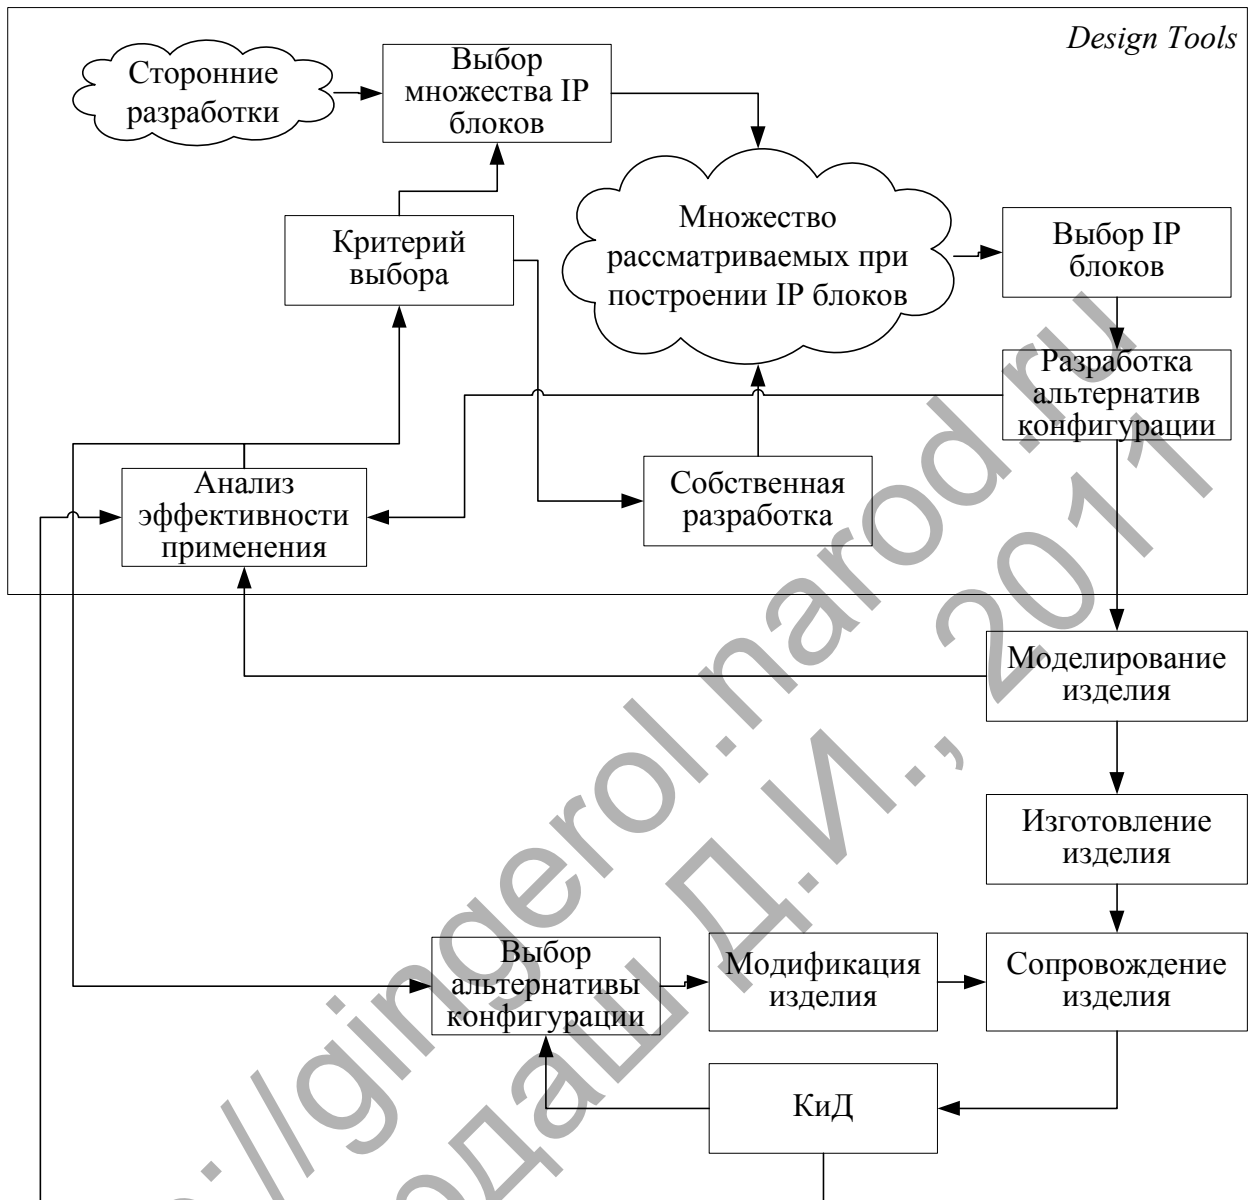 Design Tools
Сторонние
разработки
Выбор
множества IP
блоков
Критерий
выбора
Множество
рассматриваемых при
построении IP блоков
Выбор IP
блоков
Разработка
альтернатив
конфигурации
Анализ
эффективности
применения
Собственная
разработка
Моделирование
изделия
Изготовление
изделия
Выбор
альтернативы
конфигурации
Модификация
изделия
Сопровождение
изделия
КиД
://gingerol.narod.ru
Д.И., 2011